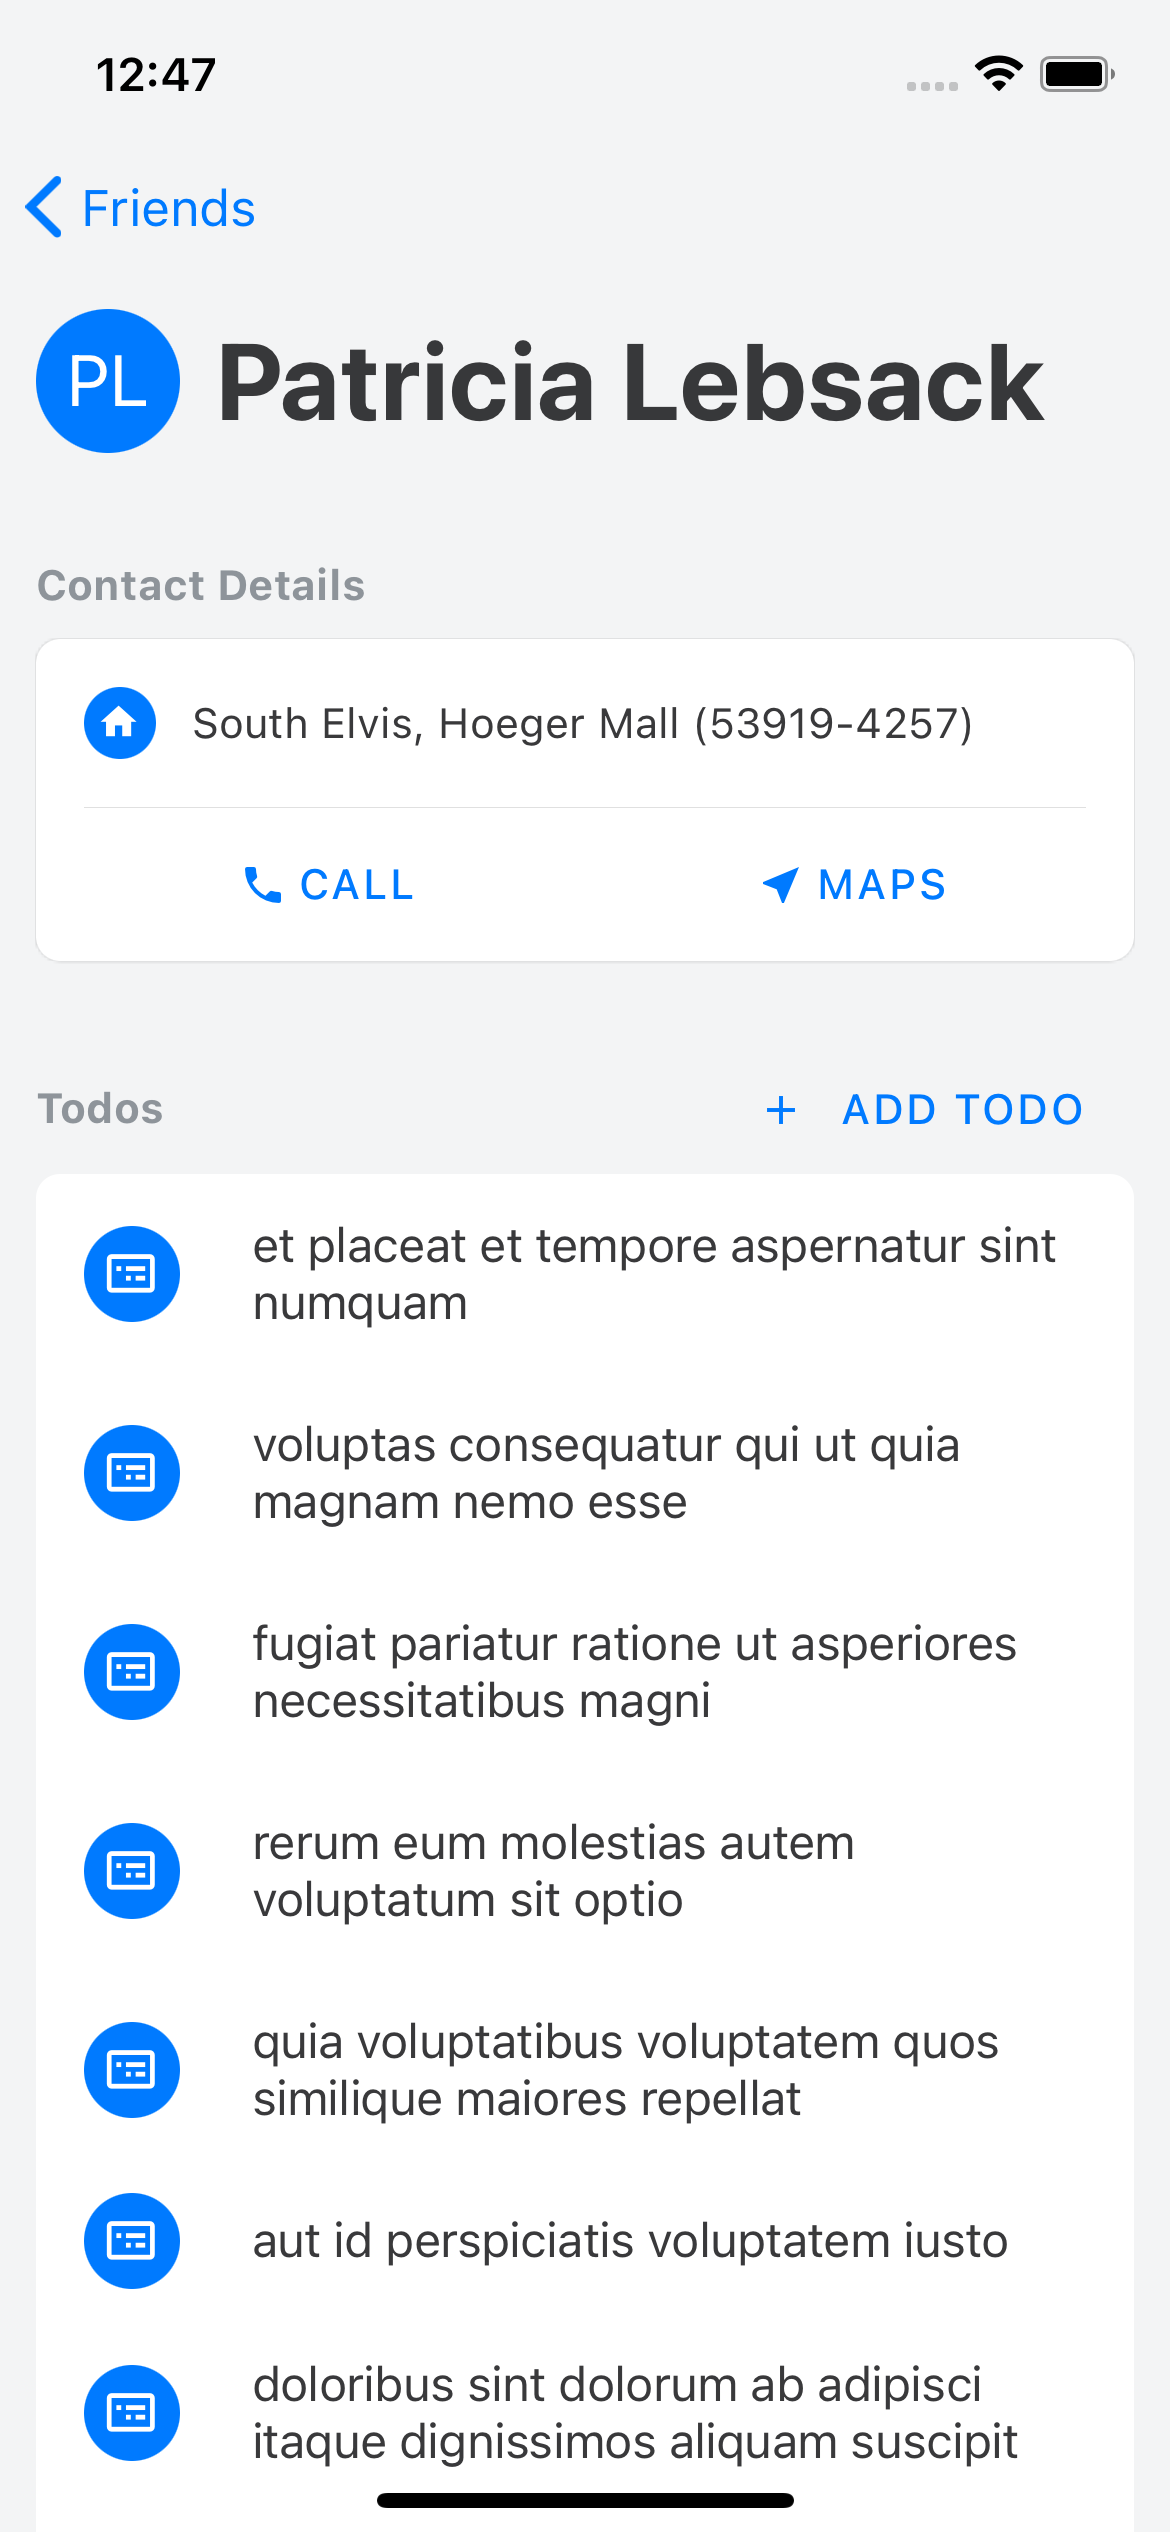 12:47
Friends
PL
Patricia Lebsack
Contact Details
South Elvis, Hoeger Mall (53919-4257)
CALL
MAPS
Todos
+ ADD TODO
et placeat et tempore aspernatur sint
numquam
voluptas consequatur qui ut quia
magnam nemo esse
fugiat pariatur ratione ut asperiores
necessitatibus magni
rerum eum molestias autem
voluptatum sit optio
quia voluptatibus voluptatem quos
similique maiores repellat
aut id perspiciatis voluptatem iusto
doloribus sint dolorum ab adipisci
itaque dignissimos aliquam suscipit